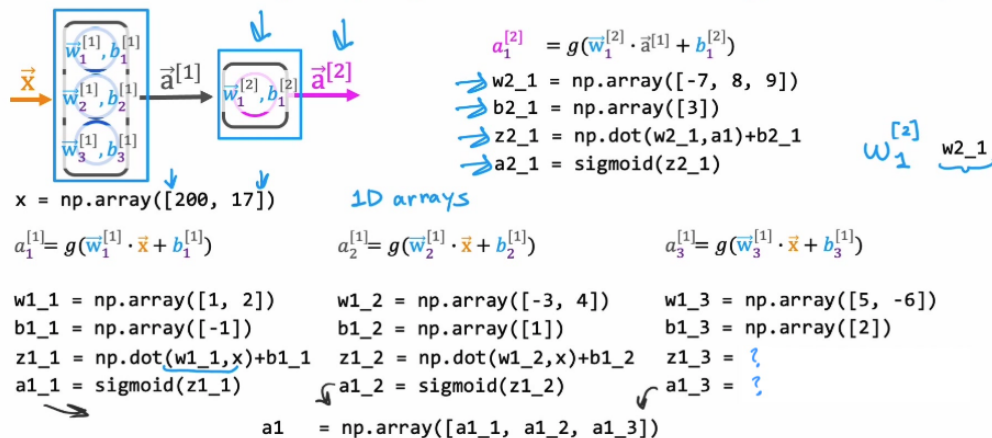 w⃗₁^[1], b₁^[1]
w⃗₂^[1], b₂^[1]
w⃗₃^[1], b₃^[1]
x⃗
a⃗^[1]
w⃗₁^[2], b₁^[2]
a⃗^[2]
a₁^[2] = g(w⃗₁^[2] · a⃗^[1] + b₁^[2])
w2_1 = np.array([-7, 8, 9])
b2_1 = np.array([3])
z2_1 = np.dot(w2_1,a1)+b2_1
a2_1 = sigmoid(z2_1)
w₁^[2] w2_1
x = np.array([200, 17]) 1D arrays
a₁^[1]= g(w⃗₁^[1] · x⃗ + b₁^[1])
w1_1 = np.array([1, 2])
b1_1 = np.array([-1])
z1_1 = np.dot(w1_1,x)+b1_1
a1_1 = sigmoid(z1_1)
a₂^[1]= g(w⃗₂^[1] · x⃗ + b₂^[1])
w1_2 = np.array([-3, 4])
b1_2 = np.array([1])
z1_2 = np.dot(w1_2,x)+b1_2
a1_2 = sigmoid(z1_2)
a₃^[1]= g(w⃗₃^[1] · x⃗ + b₃^[1])
w1_3 = np.array([5, -6])
b1_3 = np.array([2])
z1_3 = ?
a1_3 = ?
a1 = np.array([a1_1, a1_2, a1_3])